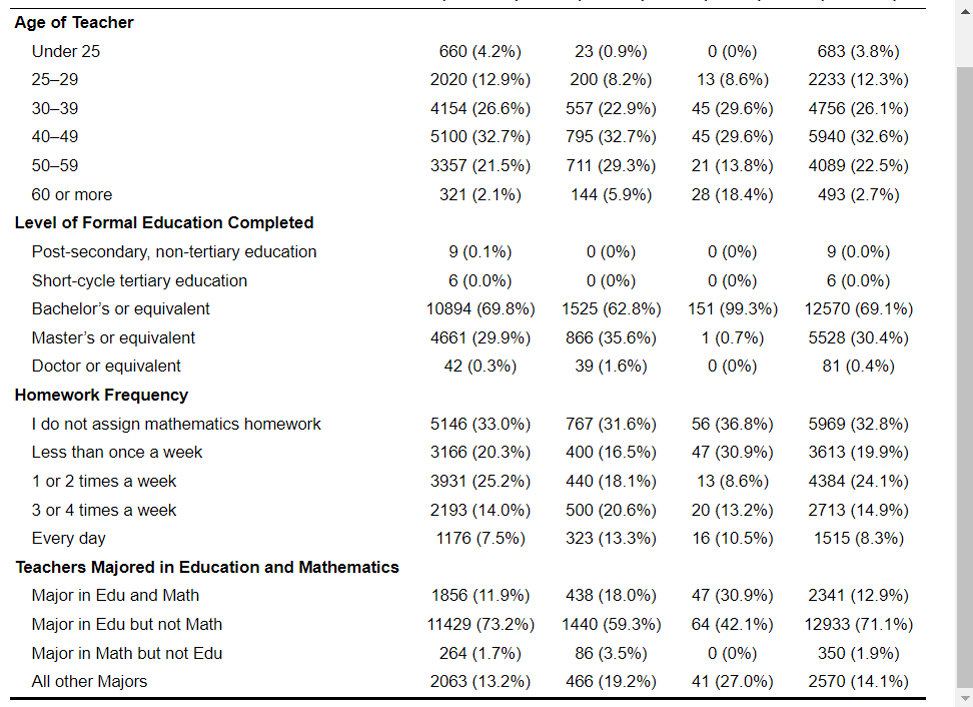 Age of Teacher
Under 25 660 (4.2%) 23 (0.9%) 0 (0%) 683 (3.8%)
25–29 2020 (12.9%) 200 (8.2%) 13 (8.6%) 2233 (12.3%)
30–39 4154 (26.6%) 557 (22.9%) 45 (29.6%) 4756 (26.1%)
40–49 5100 (32.7%) 795 (32.7%) 45 (29.6%) 5940 (32.6%)
50–59 3357 (21.5%) 711 (29.3%) 21 (13.8%) 4089 (22.5%)
60 or more 321 (2.1%) 144 (5.9%) 28 (18.4%) 493 (2.7%)
Level of Formal Education Completed
Post-secondary, non-tertiary education 9 (0.1%) 0 (0%) 0 (0%) 9 (0.0%)
Short-cycle tertiary education 6 (0.0%) 0 (0%) 0 (0%) 6 (0.0%)
Bachelor’s or equivalent 10894 (69.8%) 1525 (62.8%) 151 (99.3%) 12570 (69.1%)
Master’s or equivalent 4661 (29.9%) 866 (35.6%) 1 (0.7%) 5528 (30.4%)
Doctor or equivalent 42 (0.3%) 39 (1.6%) 0 (0%) 81 (0.4%)
Homework Frequency
I do not assign mathematics homework 5146 (33.0%) 767 (31.6%) 56 (36.8%) 5969 (32.8%)
Less than once a week 3166 (20.3%) 400 (16.5%) 47 (30.9%) 3613 (19.9%)
1 or 2 times a week 3931 (25.2%) 440 (18.1%) 13 (8.6%) 4384 (24.1%)
3 or 4 times a week 2193 (14.0%) 500 (20.6%) 20 (13.2%) 2713 (14.9%)
Every day 1176 (7.5%) 323 (13.3%) 16 (10.5%) 1515 (8.3%)
Teachers Majored in Education and Mathematics
Major in Edu and Math 1856 (11.9%) 438 (18.0%) 47 (30.9%) 2341 (12.9%)
Major in Edu but not Math 11429 (73.2%) 1440 (59.3%) 64 (42.1%) 12933 (71.1%)
Major in Math but not Edu 264 (1.7%) 86 (3.5%) 0 (0%) 350 (1.9%)
All other Majors 2063 (13.2%) 466 (19.2%) 41 (27.0%) 2570 (14.1%)